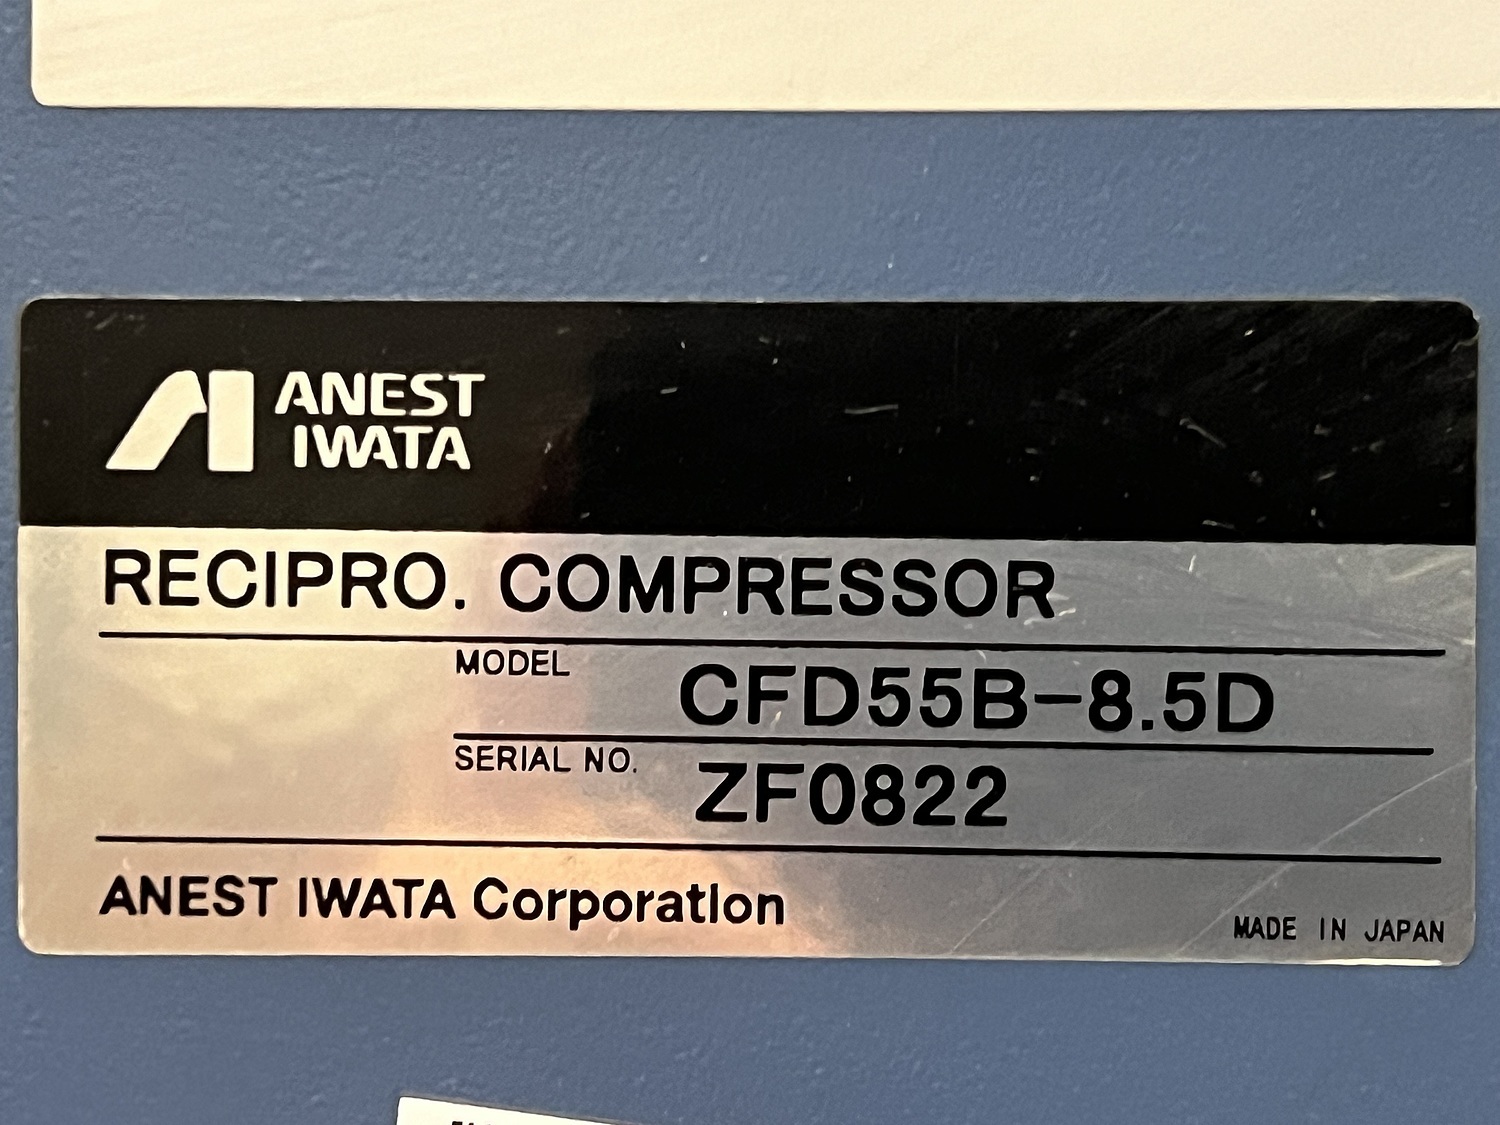 ANEST
IWATA
RECIPRO. COMPRESSOR
MODEL CFD55B-8.5D
SERIAL NO. ZF0822
ANEST IWATA Corporation
MADE IN JAPAN